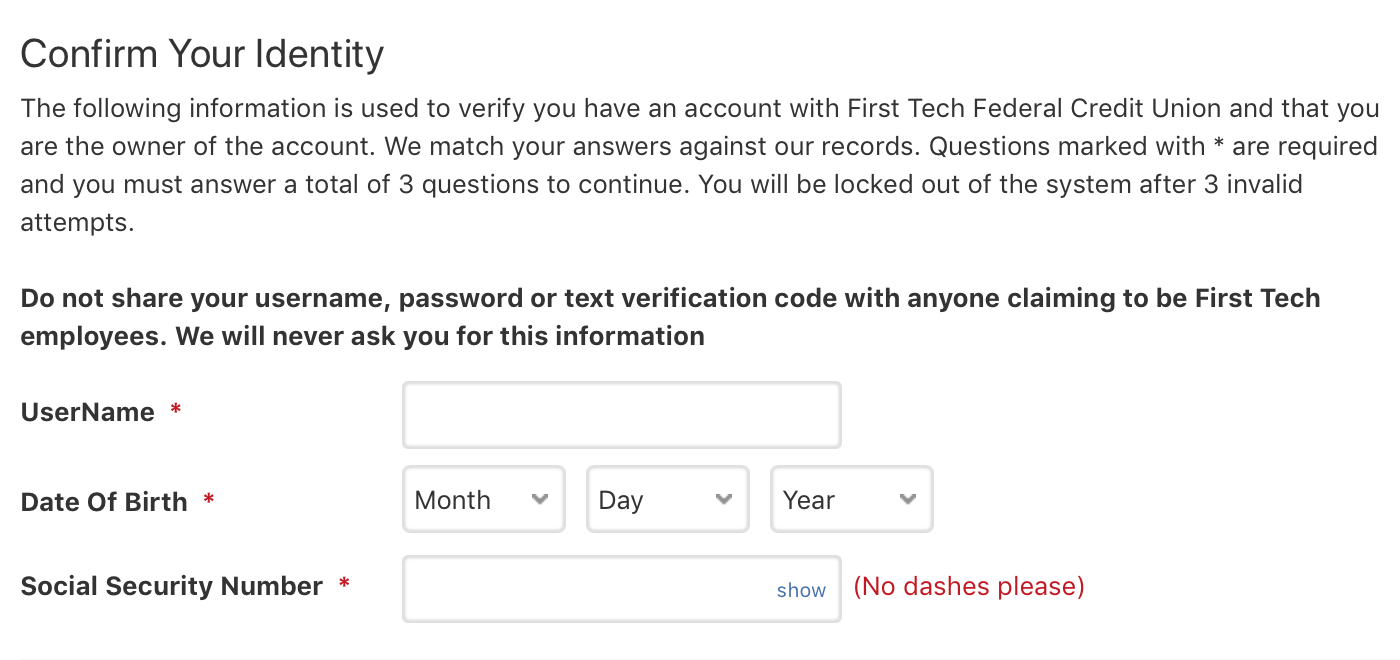 Confirm Your Identity
The following information is used to verify you have an account with First Tech Federal Credit Union and that you
are the owner of the account. We match your answers against our records. Questions marked with * are required
and you must answer a total of 3 questions to continue. You will be locked out of the system after 3 invalid
attempts.
Do not share your username, password or text verification code with anyone claiming to be First Tech
employees. We will never ask you for this information
UserName *
Date Of Birth * Month Day Year
Social Security Number * show (No dashes please)